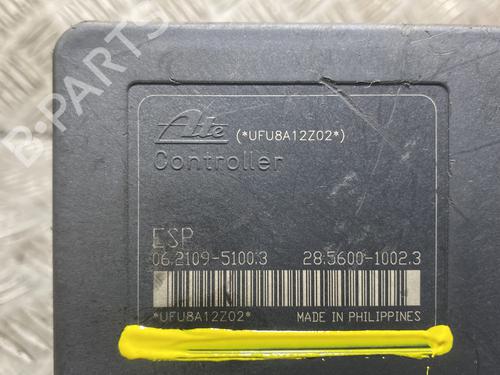 B-PARTS
Ate (*UFU8A12Z02*)
Controller
ESP
06.2109-5100.3 28.5600-1002.3
*UFU8A12Z02* MADE IN PHILIPPINES